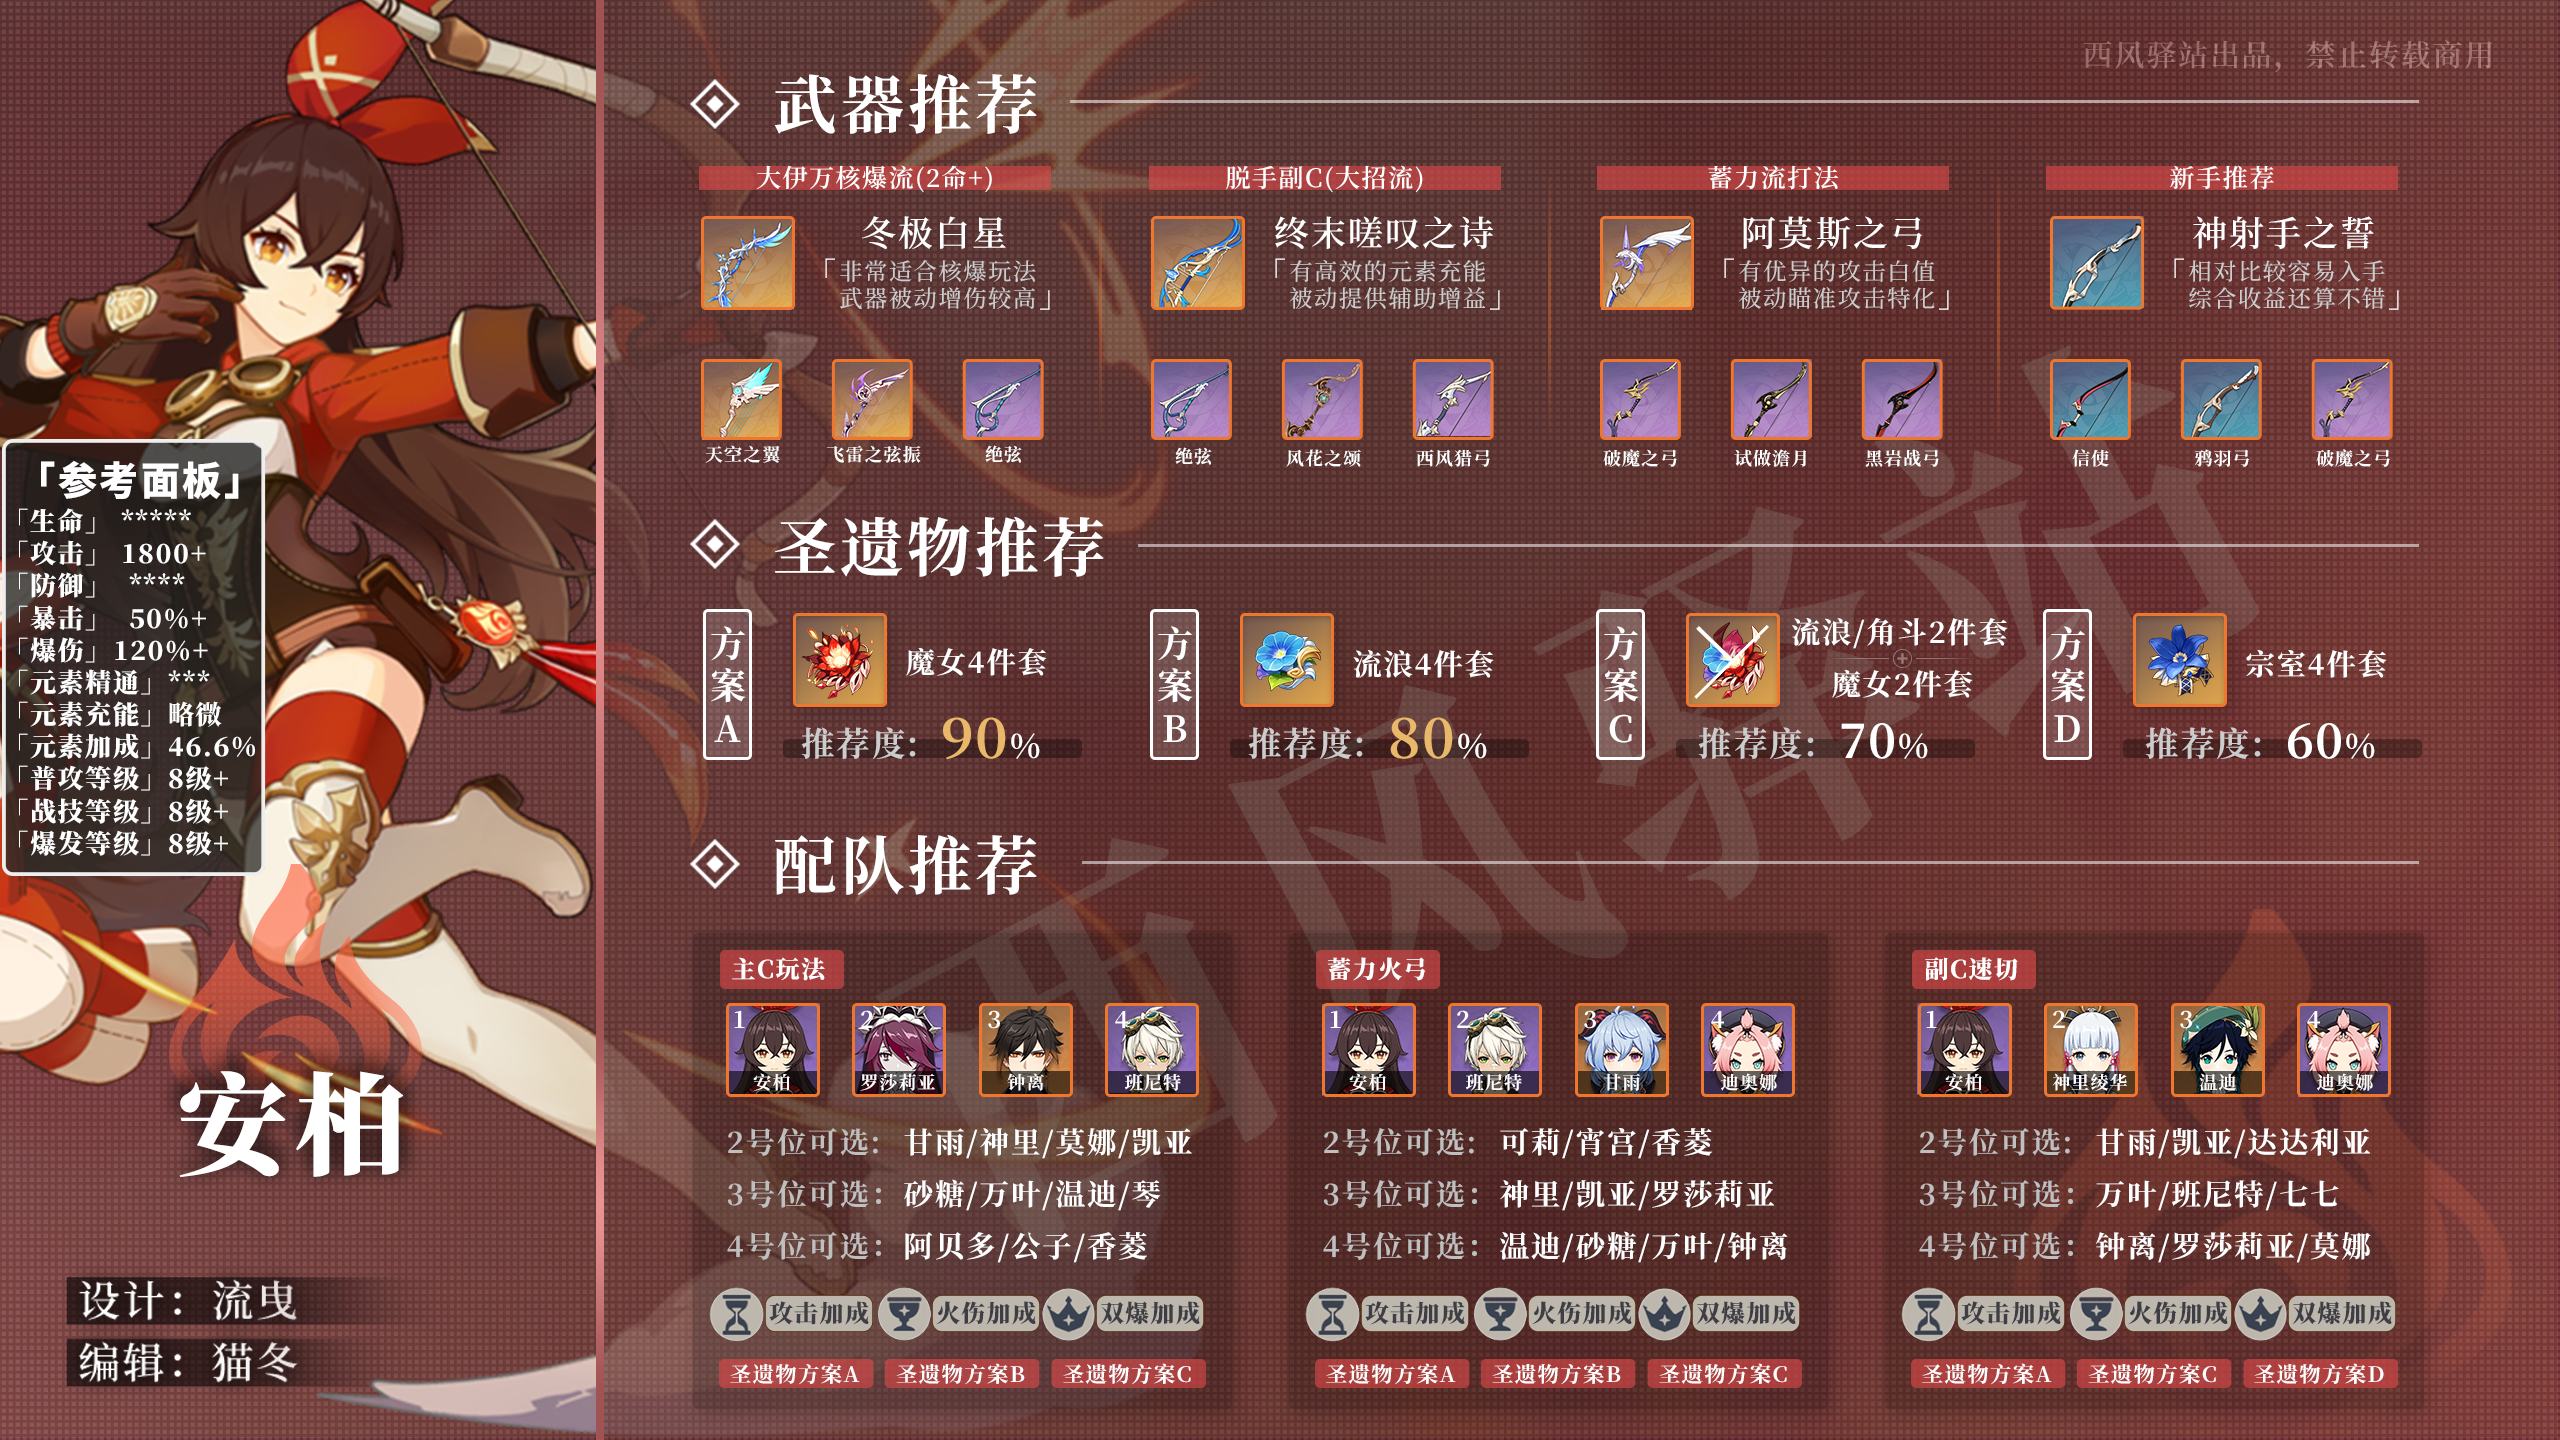 西风驿站出品，禁止转载商用
武器推荐
大伊万核爆流(2命+)
冬极白星
「非常适合核爆玩法
武器被动增伤较高」
天空之翼 飞雷之弦振 绝弦
脱手副C(大招流)
终末嗟叹之诗
「有高效的元素充能
被动提供辅助增益」
绝弦 风花之颂 西风猎弓
蓄力流打法
阿莫斯之弓
「有优异的攻击白值
被动瞄准攻击特化」
破魔之弓 试做澹月 黑岩战弓
新手推荐
神射手之誓
「相对比较容易入手
综合收益还算不错」
信使 鸦羽弓 破魔之弓
「参考面板」
「生命」 *****
「攻击」 1800+
「防御」 ****
「暴击」 50%+
「爆伤」 120%+
「元素精通」 ***
「元素充能」 略微
「元素加成」 46.6%
「普攻等级」 8级+
「战技等级」 8级+
「爆发等级」 8级+
安柏
设计：流曳
编辑：猫冬
圣遗物推荐
方案A
魔女4件套
推荐度：90%
方案B
流浪4件套
推荐度：80%
方案C
流浪/角斗2件套
魔女2件套
推荐度：70%
方案D
宗室4件套
推荐度：60%
西风驿站
配队推荐
主C玩法
1 2 3 4
安柏 罗莎莉亚 钟离 班尼特
2号位可选：甘雨/神里/莫娜/凯亚
3号位可选：砂糖/万叶/温迪/琴
4号位可选：阿贝多/公子/香菱
攻击加成 火伤加成 双爆加成
圣遗物方案A 圣遗物方案B 圣遗物方案C
蓄力火弓
1 2 3 4
安柏 班尼特 甘雨 迪奥娜
2号位可选：可莉/宵宫/香菱
3号位可选：神里/凯亚/罗莎莉亚
4号位可选：温迪/砂糖/万叶/钟离
攻击加成 火伤加成 双爆加成
圣遗物方案A 圣遗物方案B 圣遗物方案C
副C速切
1 2 3 4
安柏 神里绫华 温迪 迪奥娜
2号位可选：甘雨/凯亚/达达利亚
3号位可选：万叶/班尼特/七七
4号位可选：钟离/罗莎莉亚/莫娜
攻击加成 火伤加成 双爆加成
圣遗物方案A 圣遗物方案C 圣遗物方案D